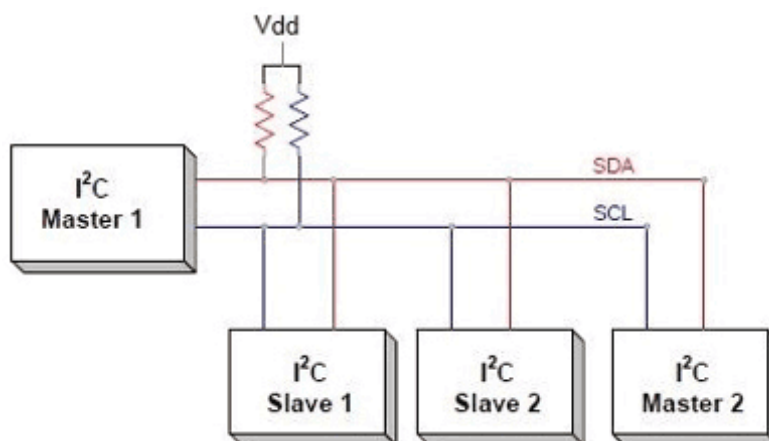 Vdd
I²C
Master 1
SDA
SCL
I²C
Slave 1
I²C
Slave 2
I²C
Master 2